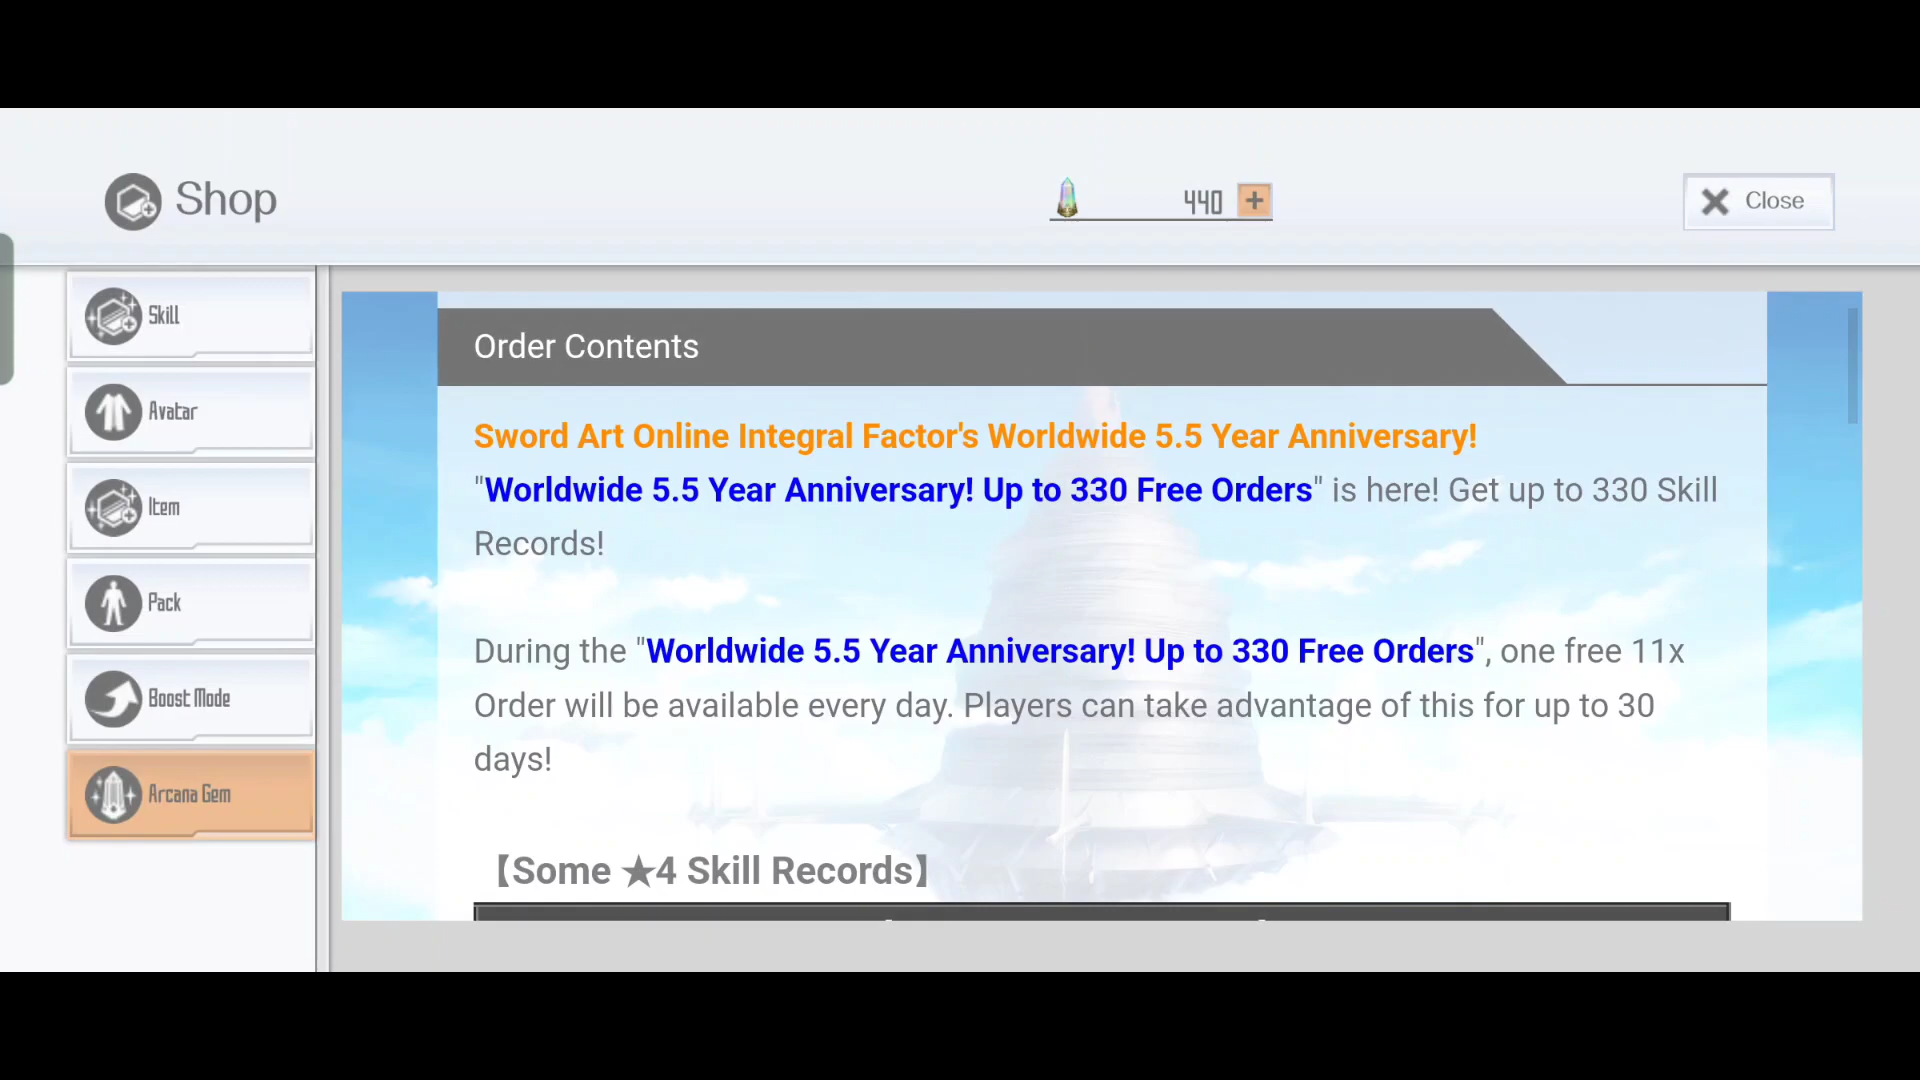 Shop
440
Close
Skill
Avatar
Item
Pack
Boost Mode
Arcana Gem
Order Contents
Sword Art Online Integral Factor's Worldwide 5.5 Year Anniversary!
"Worldwide 5.5 Year Anniversary! Up to 330 Free Orders" is here! Get up to 330 Skill
Records!
During the "Worldwide 5.5 Year Anniversary! Up to 330 Free Orders", one free 11x
Order will be available every day. Players can take advantage of this for up to 30
days!
【Some ★4 Skill Records】